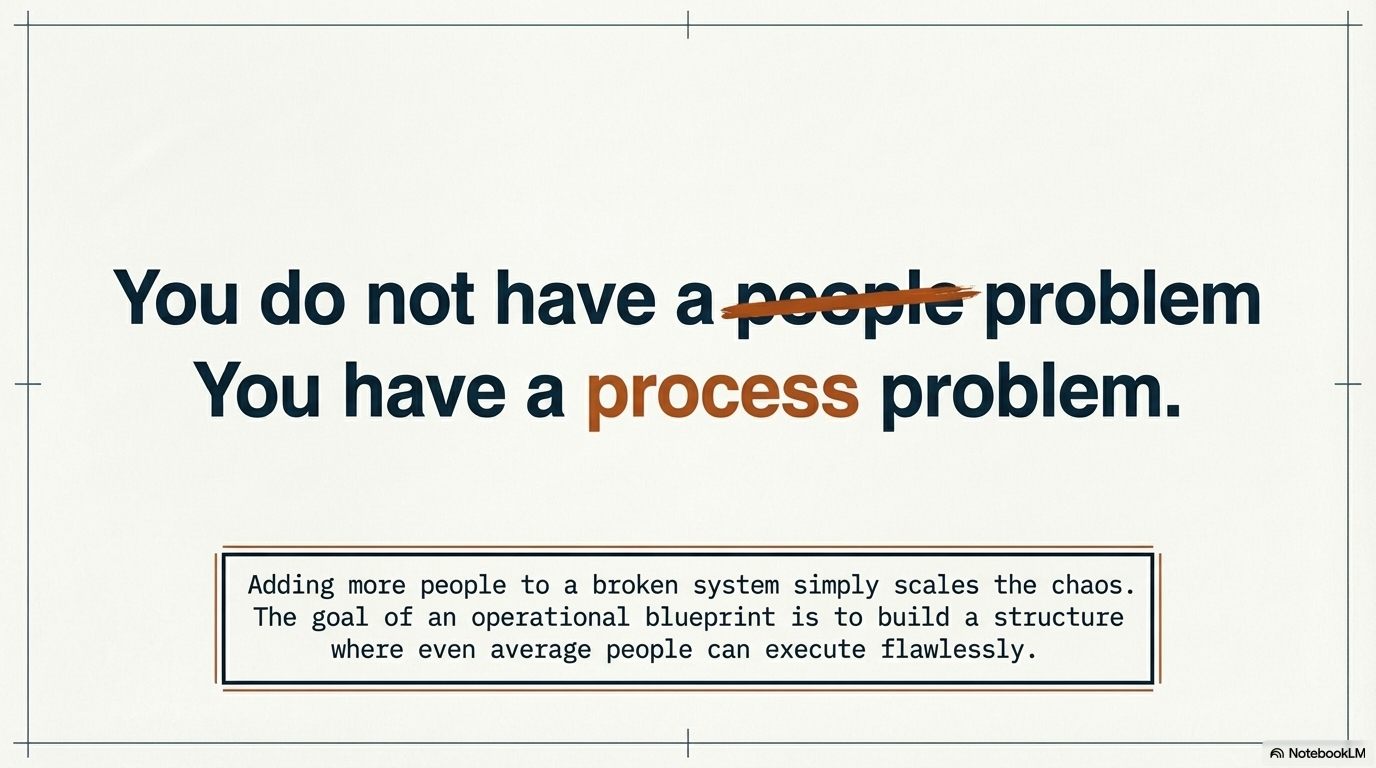 You do not have a people problem
You have a process problem.
Adding more people to a broken system simply scales the chaos.
The goal of an operational blueprint is to build a structure
where even average people can execute flawlessly.
NotebookLM